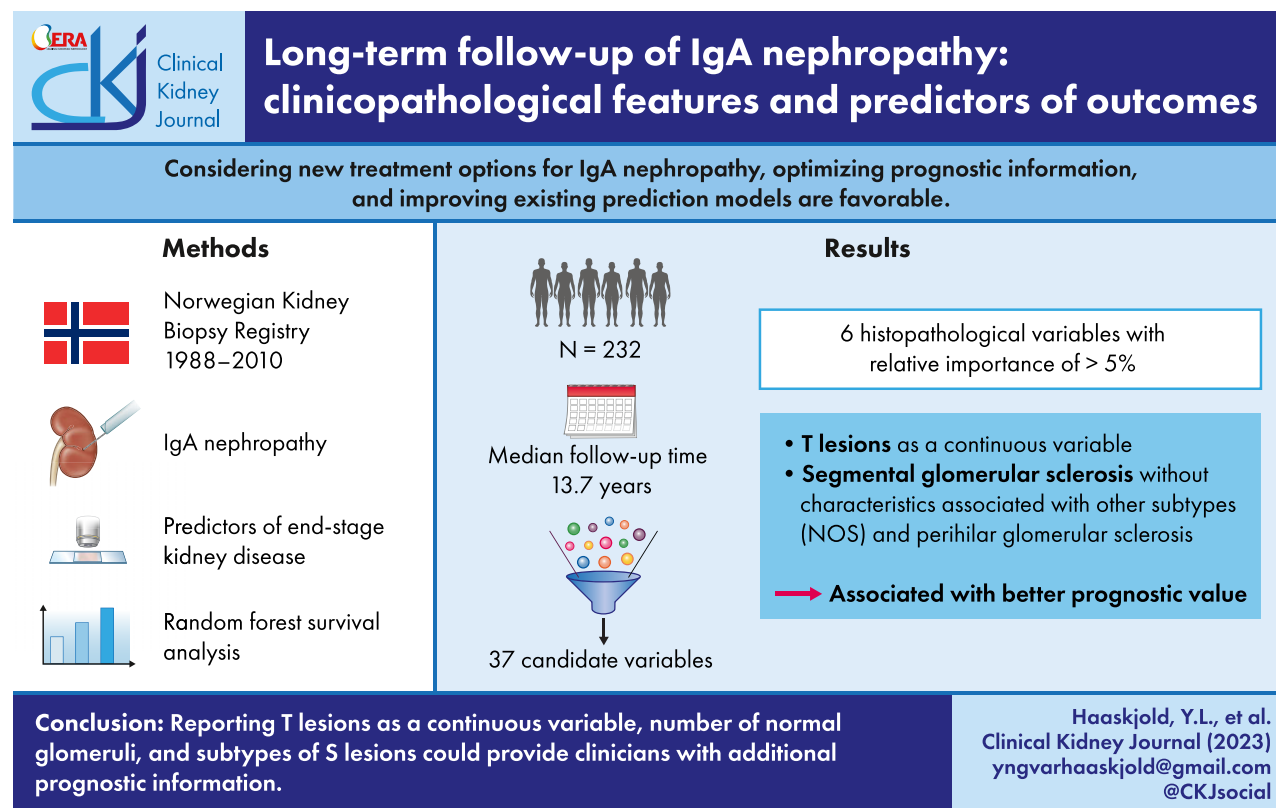 ERA
CKJ
Clinical
Kidney
Journal
Long-term follow-up of IgA nephropathy:
clinicopathological features and predictors of outcomes
Considering new treatment options for IgA nephropathy, optimizing prognostic information,
and improving existing prediction models are favorable.
Methods
Norwegian Kidney
Biopsy Registry
1988–2010
IgA nephropathy
Predictors of end-stage
kidney disease
Random forest survival
analysis
Results
N = 232
Median follow-up time
13.7 years
37 candidate variables
6 histopathological variables with
relative importance of > 5%
• T lesions as a continuous variable
• Segmental glomerular sclerosis without
characteristics associated with other subtypes
(NOS) and perihilar glomerular sclerosis
Associated with better prognostic value
Conclusion: Reporting T lesions as a continuous variable, number of normal
glomeruli, and subtypes of S lesions could provide clinicians with additional
prognostic information.
Haaskjold, Y.L., et al.
Clinical Kidney Journal (2023)
yngvarhaaskjold@gmail.com
@CKJsocial